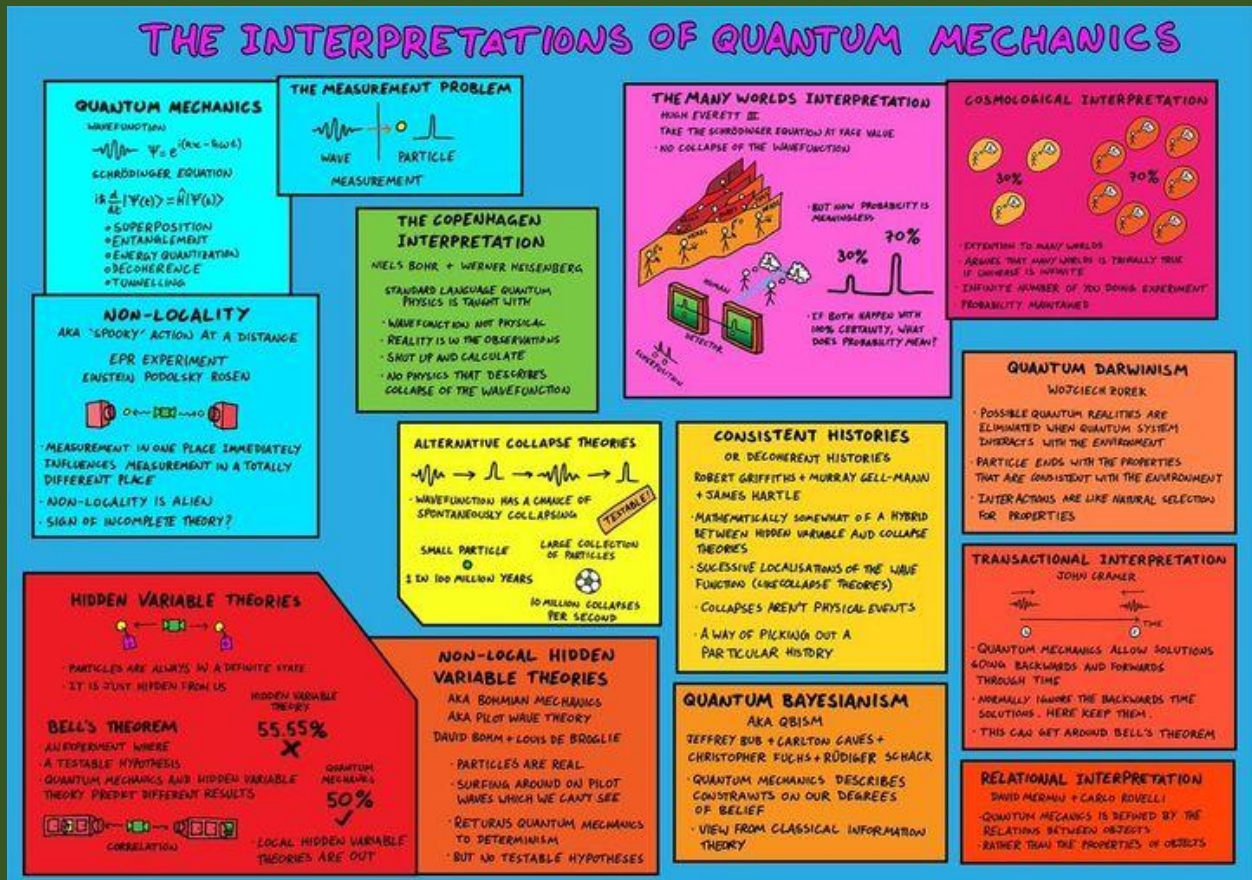 THE INTERPRETATIONS OF QUANTUM MECHANICS
QUANTUM MECHANICS
WAVEFUNCTION
Ψ = e^i(kx - ħωt)
SCHRÖDINGER EQUATION
iħ d/dt |Ψ(t)> = Ĥ|Ψ(t)>
• SUPERPOSITION
• ENTANGLEMENT
• ENERGY QUANTIZATION
• DECOHERENCE
• TUNNELLING
THE MEASUREMENT PROBLEM
WAVE PARTICLE
MEASUREMENT
NON-LOCALITY
AKA 'SPOOKY' ACTION AT A DISTANCE
EPR EXPERIMENT
EINSTEIN PODOLSKY ROSEN
· MEASUREMENT IN ONE PLACE IMMEDIATELY
INFLUENCES MEASUREMENT IN A TOTALLY
DIFFERENT PLACE
· NON-LOCALITY IS ALIEN
· SIGN OF INCOMPLETE THEORY?
THE COPENHAGEN
INTERPRETATION
NIELS BOHR + WERNER HEISENBERG
STANDARD LANGUAGE QUANTUM
PHYSICS IS TAUGHT WITH
· WAVEFUNCTION NOT PHYSICAL
· REALITY IS IN THE OBSERVATIONS
· SHUT UP AND CALCULATE
· NO PHYSICS THAT DESCRIBES
COLLAPSE OF THE WAVEFUNCTION
THE MANY WORLDS INTERPRETATION
HUGH EVERETT III
TAKE THE SCHRÖDINGER EQUATION AT FACE VALUE
· NO COLLAPSE OF THE WAVEFUNCTION
· BUT NOW PROBABILITY IS
MEANINGLESS
30% 70%
HUMAN
DETECTOR
SUPERPOSITION
· IF BOTH HAPPEN WITH
100% CERTAINTY, WHAT
DOES PROBABILITY MEAN?
COSMOLOGICAL INTERPRETATION
30% 70%
· EXTENTION TO MANY WORLDS
· ARGUES THAT MANY WORLDS IS TRIVIALLY TRUE
IF UNIVERSE IS INFINITE
· INFINITE NUMBER OF YOU DOING EXPERIMENT
· PROBABILITY MAINTAINED
ALTERNATIVE COLLAPSE THEORIES
· WAVEFUNCTION HAS A CHANCE OF
SPONTANEOUSLY COLLAPSING
TESTABLE!
SMALL PARTICLE
1 IN 100 MILLION YEARS
LARGE COLLECTION
OF PARTICLES
10 MILLION COLLAPSES
PER SECOND
CONSISTENT HISTORIES
OR DECOHERENT HISTORIES
ROBERT GRIFFITHS + MURRAY GELL-MANN
+ JAMES HARTLE
· MATHEMATICALLY SOMEWHAT OF A HYBRID
BETWEEN HIDDEN VARIABLE AND COLLAPSE
THEORIES
· SUCESSIVE LOCALISATIONS OF THE WAVE
FUNCTION (LIKE COLLAPSE THEORIES)
· COLLAPSES AREN'T PHYSICAL EVENTS
· A WAY OF PICKING OUT A
PARTICULAR HISTORY
QUANTUM DARWINISM
WOJCIECH ZUREK
· POSSIBLE QUANTUM REALITIES ARE
ELIMINATED WHEN QUANTUM SYSTEM
INTERACTS WITH THE ENVIRONMENT
· PARTICLE ENDS WITH THE PROPERTIES
THAT ARE CONSISTENT WITH THE ENVIRONMENT
· INTERACTIONS ARE LIKE NATURAL SELECTION
FOR PROPERTIES
HIDDEN VARIABLE THEORIES
· PARTICLES ARE ALWAYS IN A DEFINITE STATE
· IT IS JUST HIDDEN FROM US
BELL'S THEOREM
AN EXPERIMENT WHERE
· A TESTABLE HYPOTHESIS
· QUANTUM MECHANICS AND HIDDEN VARIABLE
THEORY PREDICT DIFFERENT RESULTS
CORRELATION
HIDDEN VARIABLE
THEORY
55.55%
QUANTUM
MECHANICS
50%
· LOCAL HIDDEN VARIABLE
THEORIES ARE OUT
NON-LOCAL HIDDEN
VARIABLE THEORIES
AKA BOHMIAN MECHANICS
AKA PILOT WAVE THEORY
DAVID BOHM + LOUIS DE BROGLIE
· PARTICLES ARE REAL
· SURFING AROUND ON PILOT
WAVES WHICH WE CAN'T SEE
· RETURNS QUANTUM MECHANICS
TO DETERMINISM
· BUT NO TESTABLE HYPOTHESES
QUANTUM BAYESIANISM
AKA QBISM
JEFFREY BUB + CARLTON CAVES +
CHRISTOPHER FUCHS + RÜDIGER SCHACK
· QUANTUM MECHANICS DESCRIBES
CONSTRAINTS ON OUR DEGREES
OF BELIEF
· VIEW FROM CLASSICAL INFORMATION
THEORY
TRANSACTIONAL INTERPRETATION
JOHN CRAMER
TIME
· QUANTUM MECHANICS ALLOW SOLUTIONS
GOING BACKWARDS AND FORWARDS
THROUGH TIME
· NORMALLY IGNORE THE BACKWARDS TIME
SOLUTIONS. HERE KEEP THEM.
· THIS CAN GET AROUND BELL'S THEOREM
RELATIONAL INTERPRETATION
DAVID MERMIN + CARLO ROVELLI
· QUANTUM MECANICS IS DEFINED BY THE
RELATIONS BETWEEN OBJECTS
· RATHER THAN THE PROPERTIES OF OBJECTS